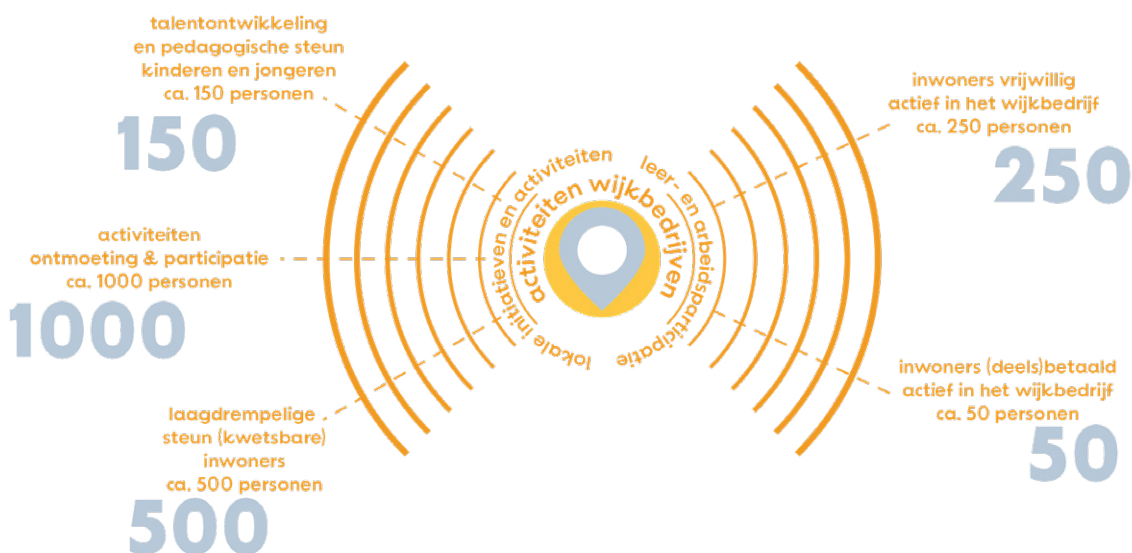 talentontwikkeling
en pedagogische steun
kinderen en jongeren
ca. 150 personen
150
activiteiten
ontmoeting & participatie
ca. 1000 personen
1000
laagdrempelige
steun (kwetsbare)
inwoners
ca. 500 personen
500
lokale initiatieven en activiteiten
activiteiten wijkbedrijven
leer- en arbeidsparticipatie
inwoners vrijwillig
actief in het wijkbedrijf
ca. 250 personen
250
inwoners (deels)betaald
actief in het wijkbedrijf
ca. 50 personen
50